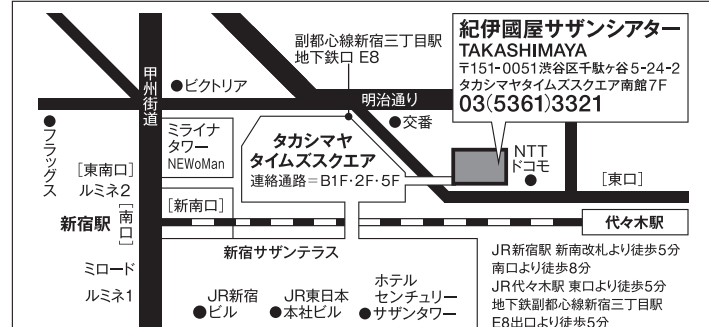 紀伊國屋サザンシアター
TAKASHIMAYA
〒151-0051渋谷区千駄ヶ谷5-24-2
タカシマヤタイムズスクエア南館7F
03(5361)3321
副都心線新宿三丁目駅
地下鉄口 E8
甲州街道
●ビクトリア
明治通り
●交番
●フラッグス
ミライナ
タワー
NEWoMan
タカシマヤ
タイムズスクエア
連絡通路=B1F・2F・5F
NTT
ドコモ
●
[東口]
[東南口]
ルミネ2
[新南口]
新宿駅
[南口]
代々木駅
新宿サザンテラス
ミロード
ルミネ1
JR新宿
●ビル
JR東日本
●本社ビル
ホテル
センチュリー
●サザンタワー
JR新宿駅 新南改札より徒歩5分
南口より徒歩8分
JR代々木駅 東口より徒歩5分
地下鉄副都心線新宿三丁目駅
E8出口より徒歩5分